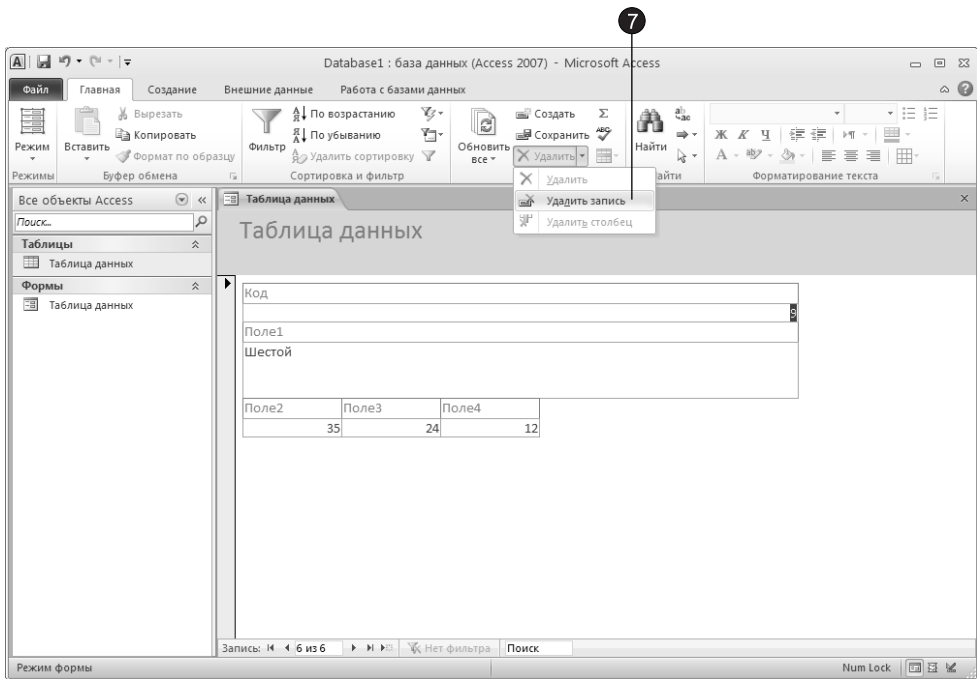 7
Database1 : база данных (Access 2007) - Microsoft Access
Файл Главная Создание Внешние данные Работа с базами данных
Вырезать По возрастанию Создать
Режим Вставить Копировать Фильтр По убыванию Обновить все Сохранить Найти
Формат по образцу Удалить сортировку Удалить
Ж К Ч
Режимы Буфер обмена Сортировка и фильтр айти Форматирование текста
Удалить
Удалить запись
Удалить столбец
Все объекты Access
Поиск...
Таблицы
Таблица данных
Формы
Таблица данных
Таблица данных
Таблица данных
Код
9
Поле1
Шестой
Поле2 Поле3 Поле4
35 24 12
Запись: 6 из 6 Нет фильтра Поиск
Режим формы Num Lock